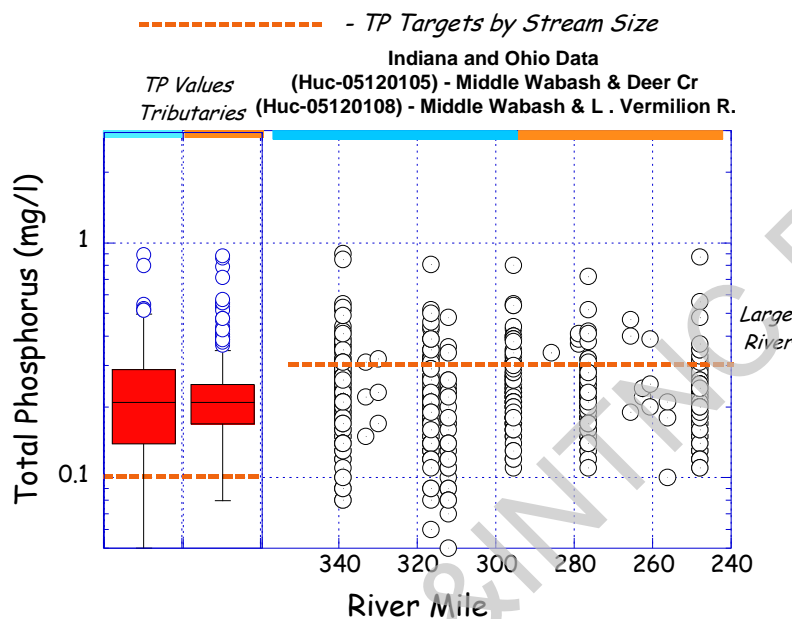 - TP Targets by Stream Size
Indiana and Ohio Data
(Huc-05120105) - Middle Wabash & Deer Cr
(Huc-05120108) - Middle Wabash & L . Vermilion R.
TP Values
Tributaries
Total Phosphorus (mg/l)
1
0.1
Large
River
340
320
300
280
260
240
River Mile
&INTNC